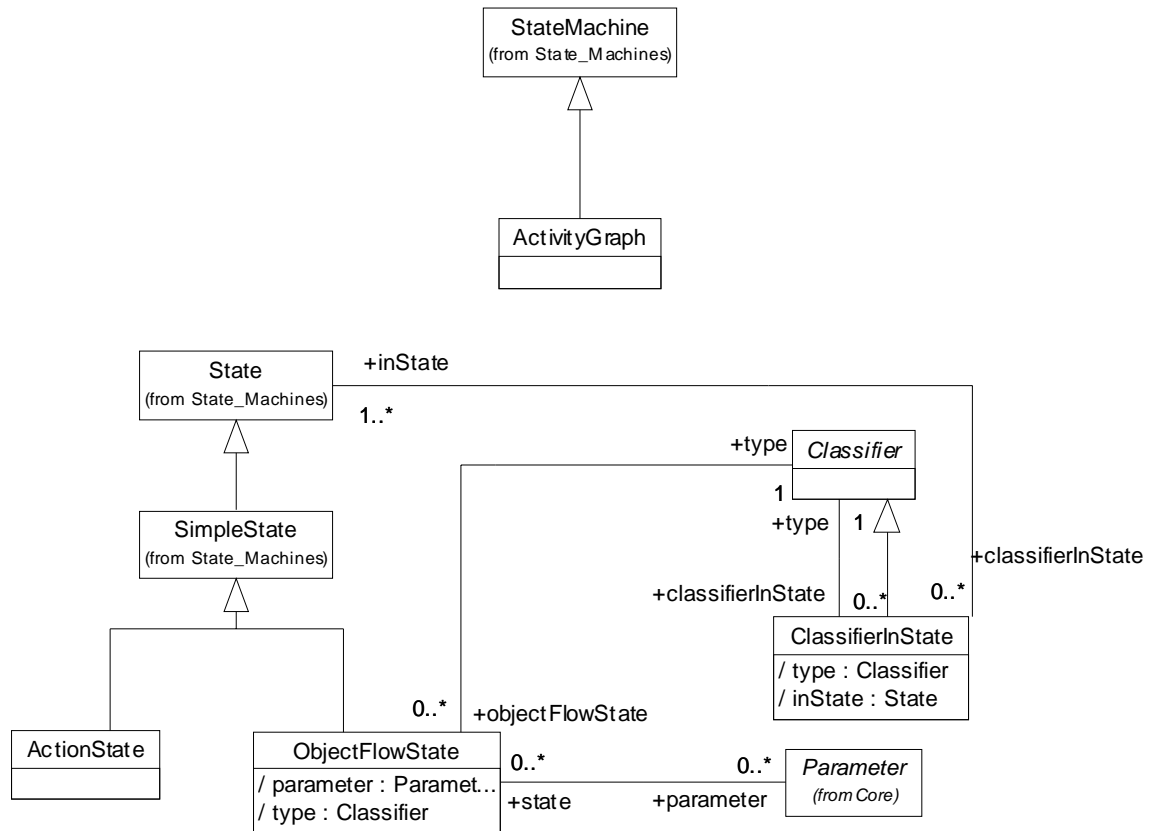 StateMachine
(from State_Machines)
ActivityGraph
State
(from State_Machines)
+inState
1..*
+type
Classifier
1
+type
1
SimpleState
(from State_Machines)
+classifierInState
+classifierInState
0..*
0..*
ClassifierInState
/ type : Classifier
/ inState : State
0..*
+objectFlowState
ActionState
ObjectFlowState
/ parameter : Paramet...
/ type : Classifier
0..*
+state
0..*
+parameter
Parameter
(from Core)